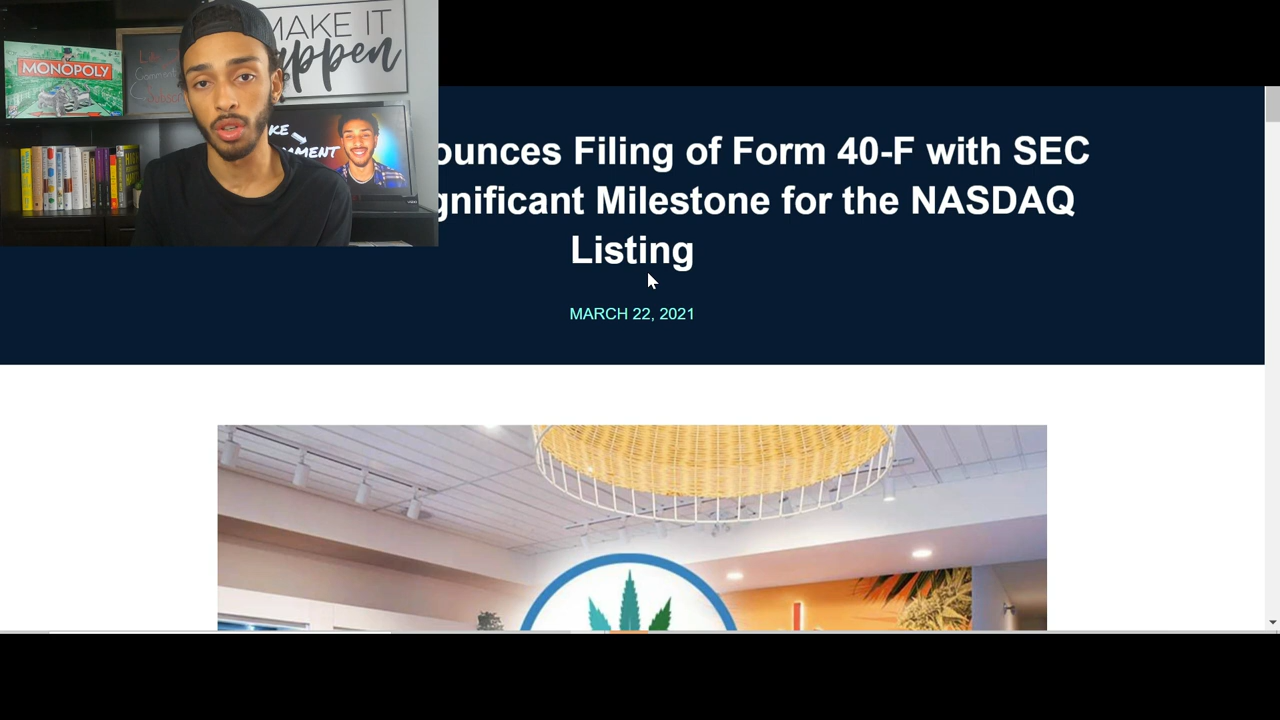 MAKE IT
appen
MONOPOLY
ounces Filing of Form 40-F with SEC
gnificant Milestone for the NASDAQ
Listing
MARCH 22, 2021